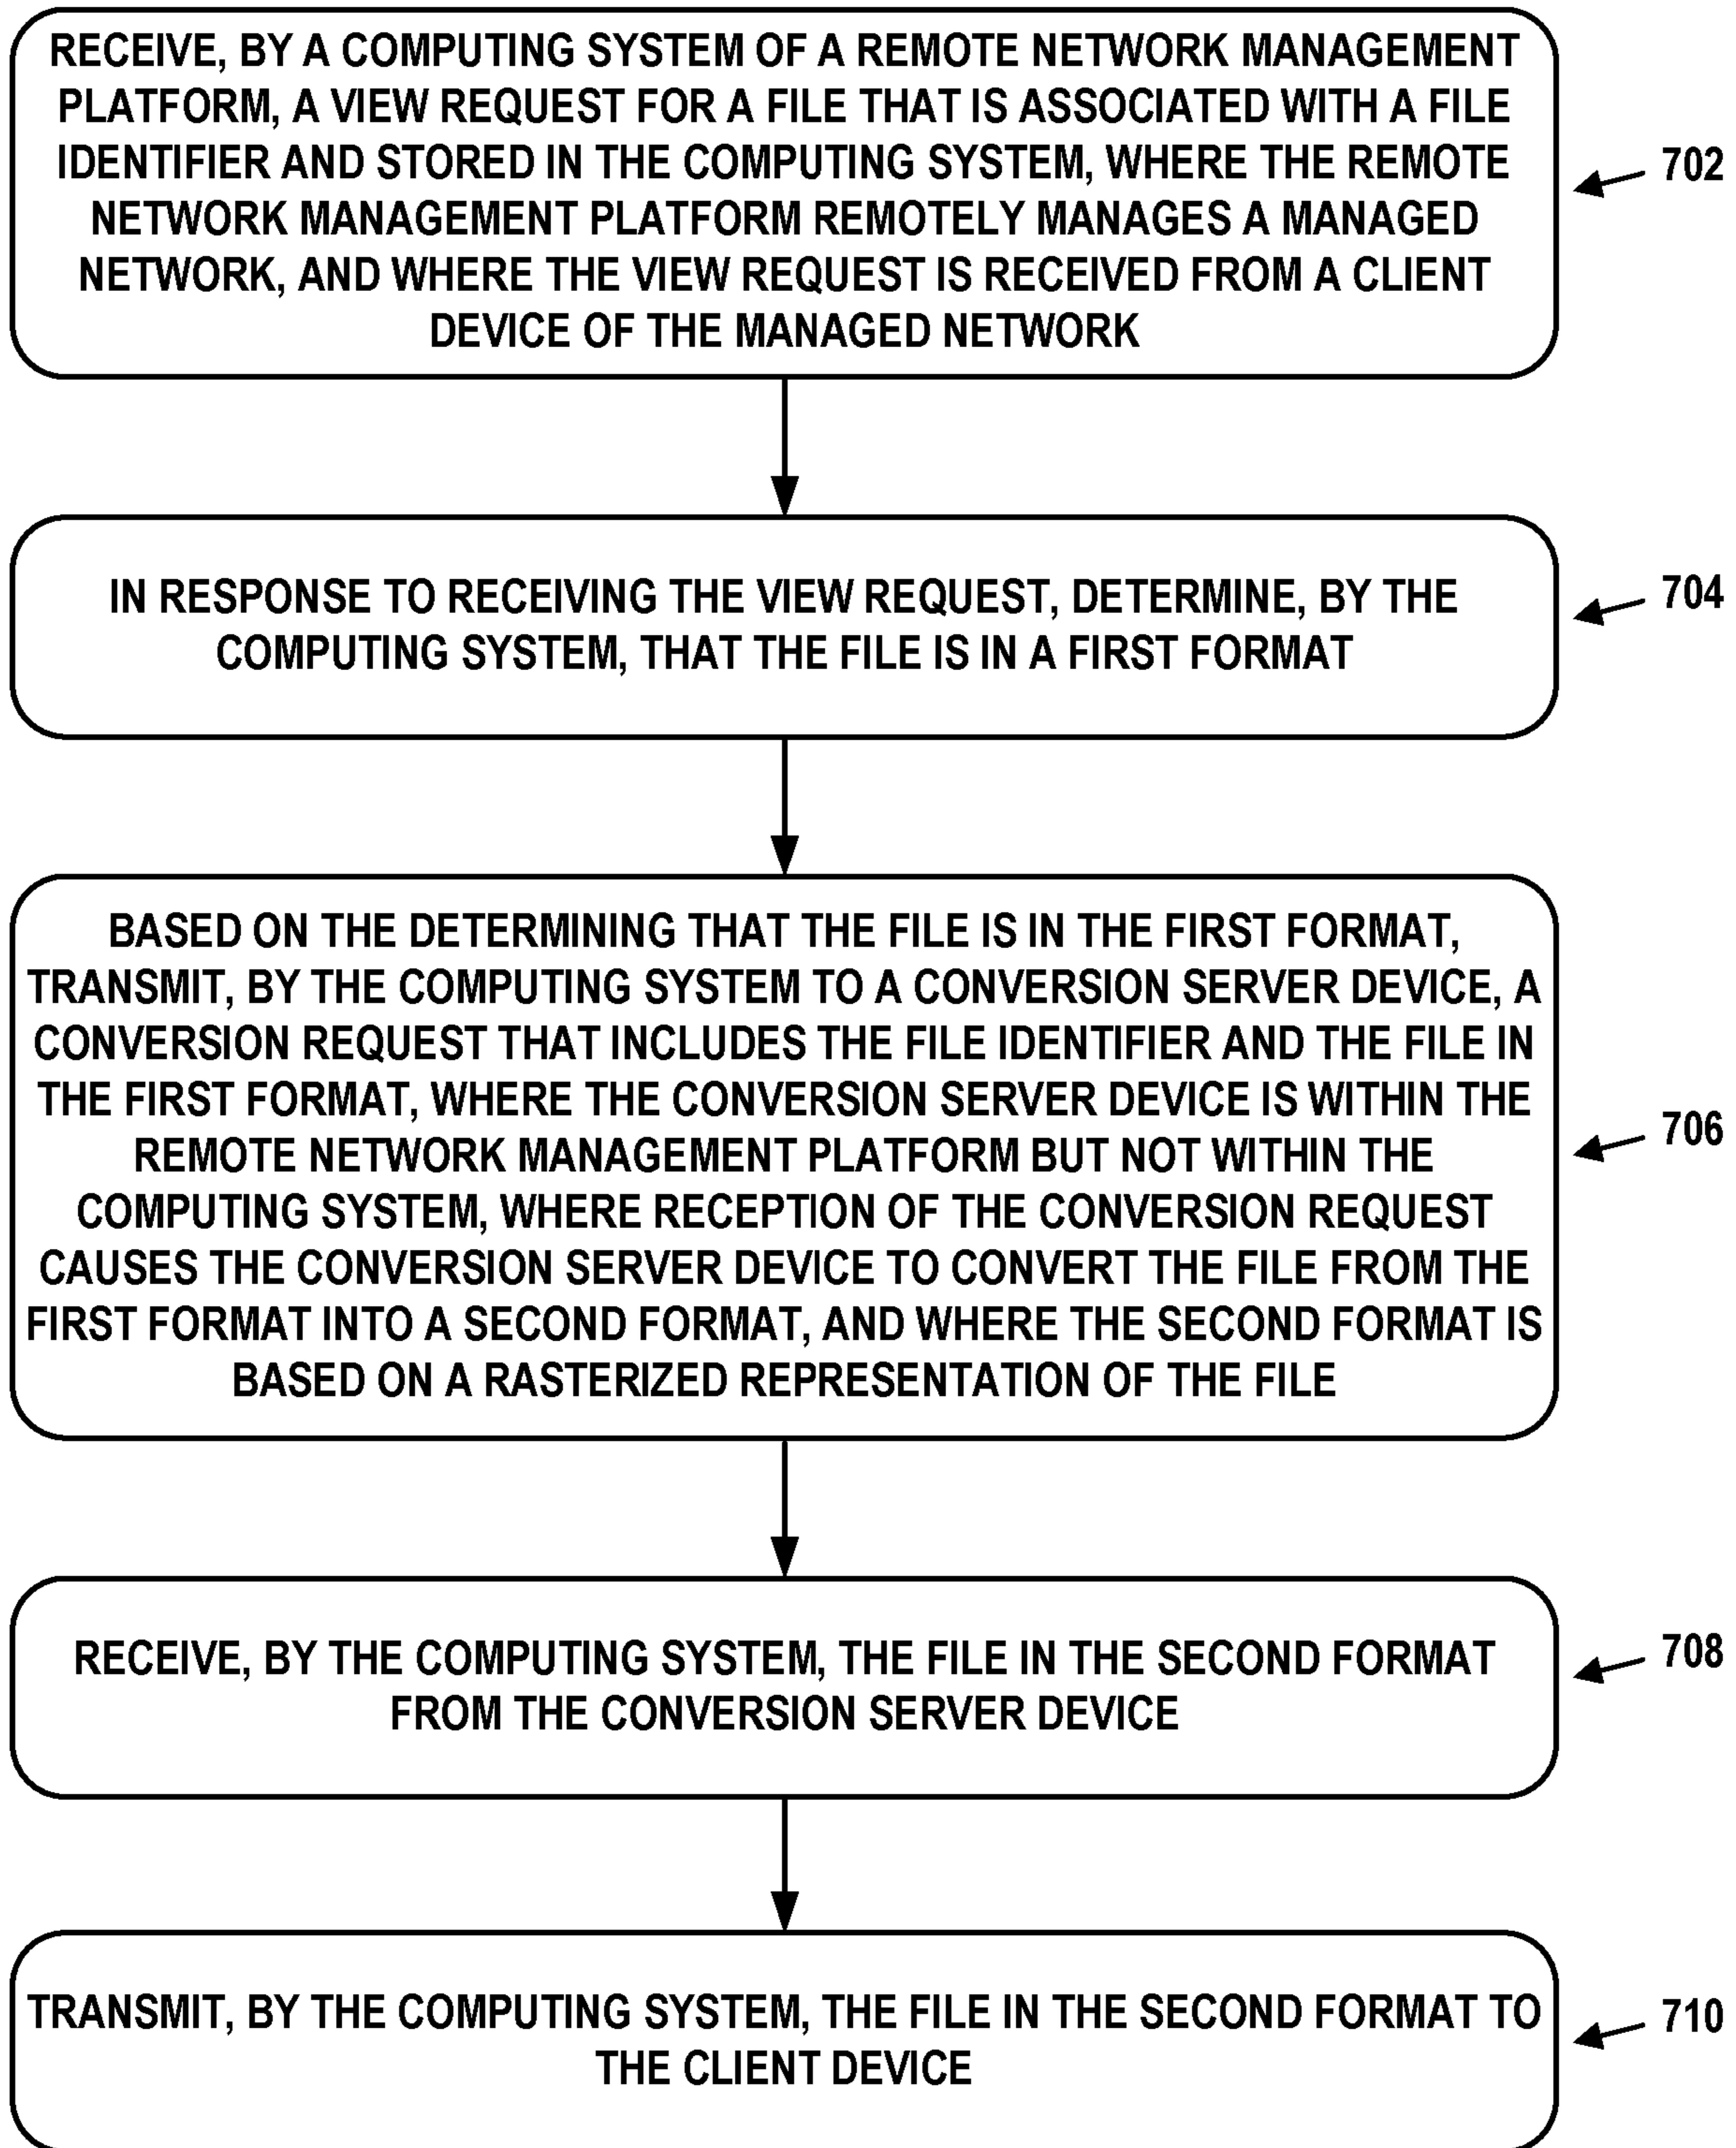 RECEIVE, BY A COMPUTING SYSTEM OF A REMOTE NETWORK MANAGEMENT
PLATFORM, A VIEW REQUEST FOR A FILE THAT IS ASSOCIATED WITH A FILE
IDENTIFIER AND STORED IN THE COMPUTING SYSTEM, WHERE THE REMOTE
NETWORK MANAGEMENT PLATFORM REMOTELY MANAGES A MANAGED
NETWORK, AND WHERE THE VIEW REQUEST IS RECEIVED FROM A CLIENT
DEVICE OF THE MANAGED NETWORK
702
IN RESPONSE TO RECEIVING THE VIEW REQUEST, DETERMINE, BY THE
COMPUTING SYSTEM, THAT THE FILE IS IN A FIRST FORMAT
704
BASED ON THE DETERMINING THAT THE FILE IS IN THE FIRST FORMAT,
TRANSMIT, BY THE COMPUTING SYSTEM TO A CONVERSION SERVER DEVICE, A
CONVERSION REQUEST THAT INCLUDES THE FILE IDENTIFIER AND THE FILE IN
THE FIRST FORMAT, WHERE THE CONVERSION SERVER DEVICE IS WITHIN THE
REMOTE NETWORK MANAGEMENT PLATFORM BUT NOT WITHIN THE
COMPUTING SYSTEM, WHERE RECEPTION OF THE CONVERSION REQUEST
CAUSES THE CONVERSION SERVER DEVICE TO CONVERT THE FILE FROM THE
FIRST FORMAT INTO A SECOND FORMAT, AND WHERE THE SECOND FORMAT IS
BASED ON A RASTERIZED REPRESENTATION OF THE FILE
706
RECEIVE, BY THE COMPUTING SYSTEM, THE FILE IN THE SECOND FORMAT
FROM THE CONVERSION SERVER DEVICE
708
TRANSMIT, BY THE COMPUTING SYSTEM, THE FILE IN THE SECOND FORMAT TO
THE CLIENT DEVICE
710